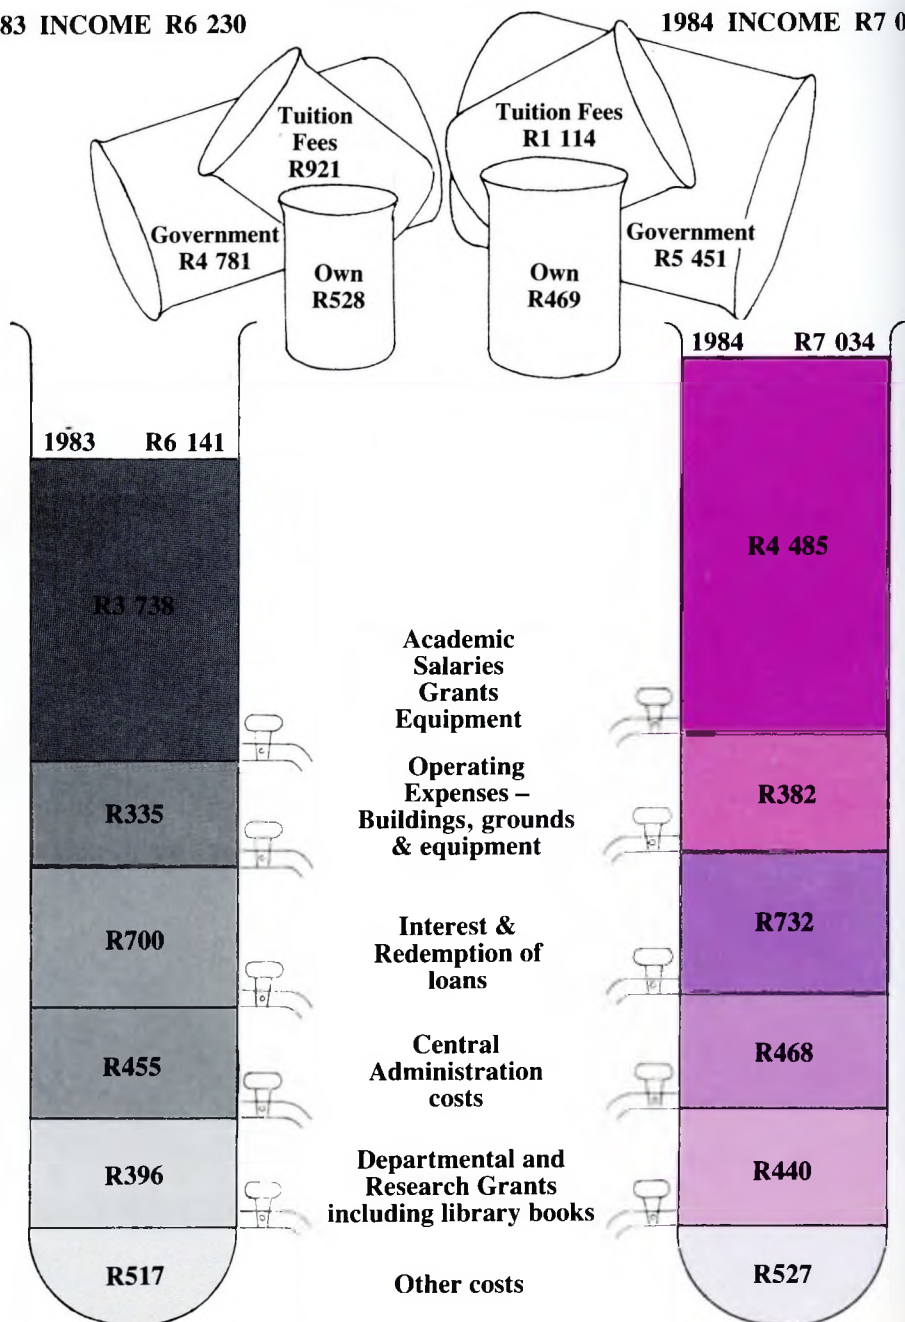 83 INCOME R6 230
1984 INCOME R7 0
Tuition
Fees
R921
Government
R4 781
Own
R528
Tuition Fees
R1 114
Own
R469
Government
R5 451
1983 R6 141
R3 738
R335
R700
R455
R396
R517
Academic
Salaries
Grants
Equipment
Operating
Expenses –
Buildings, grounds
& equipment
Interest &
Redemption of
loans
Central
Administration
costs
Departmental and
Research Grants
including library books
Other costs
1984 R7 034
R4 485
R382
R732
R468
R440
R527